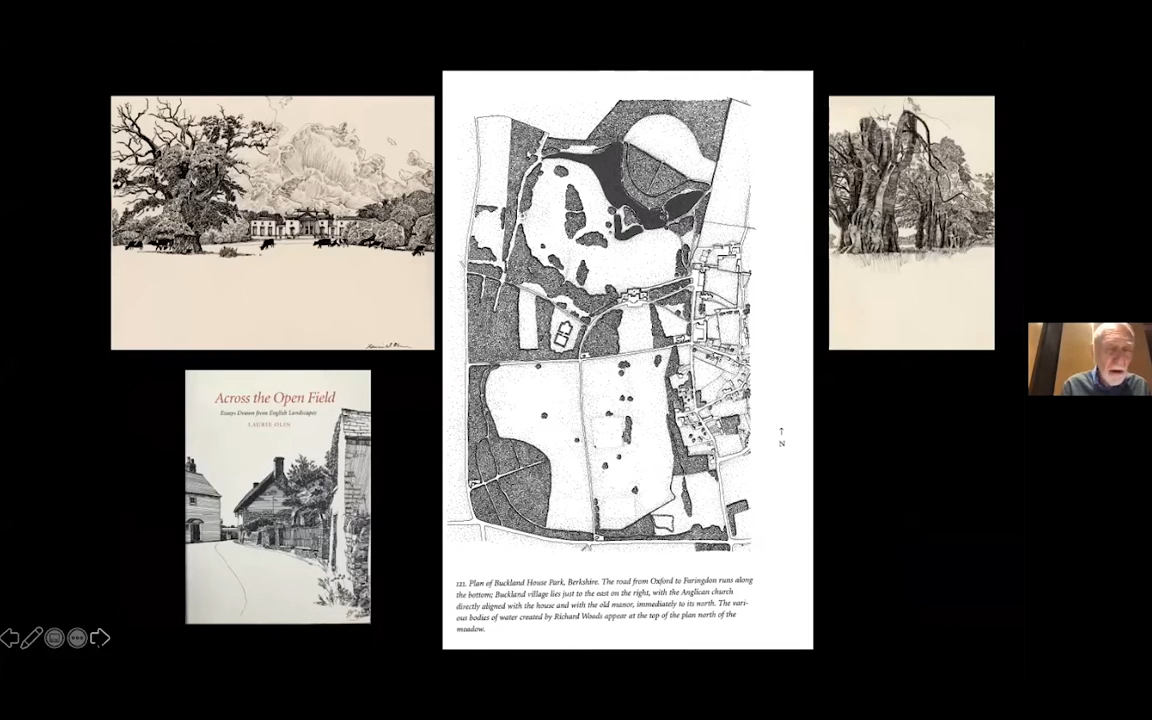 Across the Open Field
Essays Drawn from English Landscapes
LAURIE OLIN
N
121. Plan of Buckland House Park, Berkshire. The road from Oxford to Faringdon runs along
the bottom; Buckland village lies just to the east on the right, with the Anglican church
directly aligned with the house and with the old manor, immediately to its north. The vari-
ous bodies of water created by Richard Woods appear at the top of the plan north of the
meadow.